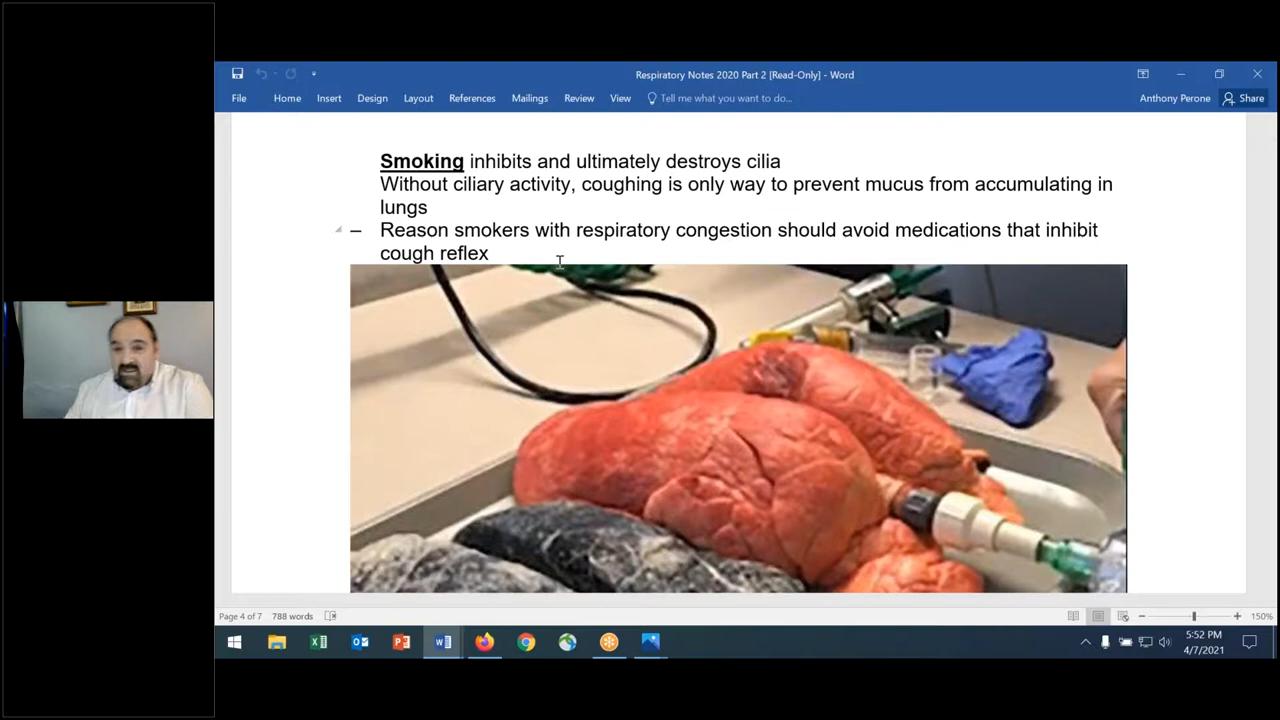 Respiratory Notes 2020 Part 2 [Read-Only] - Word
File Home Insert Design Layout References Mailings Review View Tell me what you want to do... Anthony Perone Share
Smoking inhibits and ultimately destroys cilia
Without ciliary activity, coughing is only way to prevent mucus from accumulating in
lungs
– Reason smokers with respiratory congestion should avoid medications that inhibit
cough reflex
Page 4 of 7 788 words 150%
5:52 PM
4/7/2021